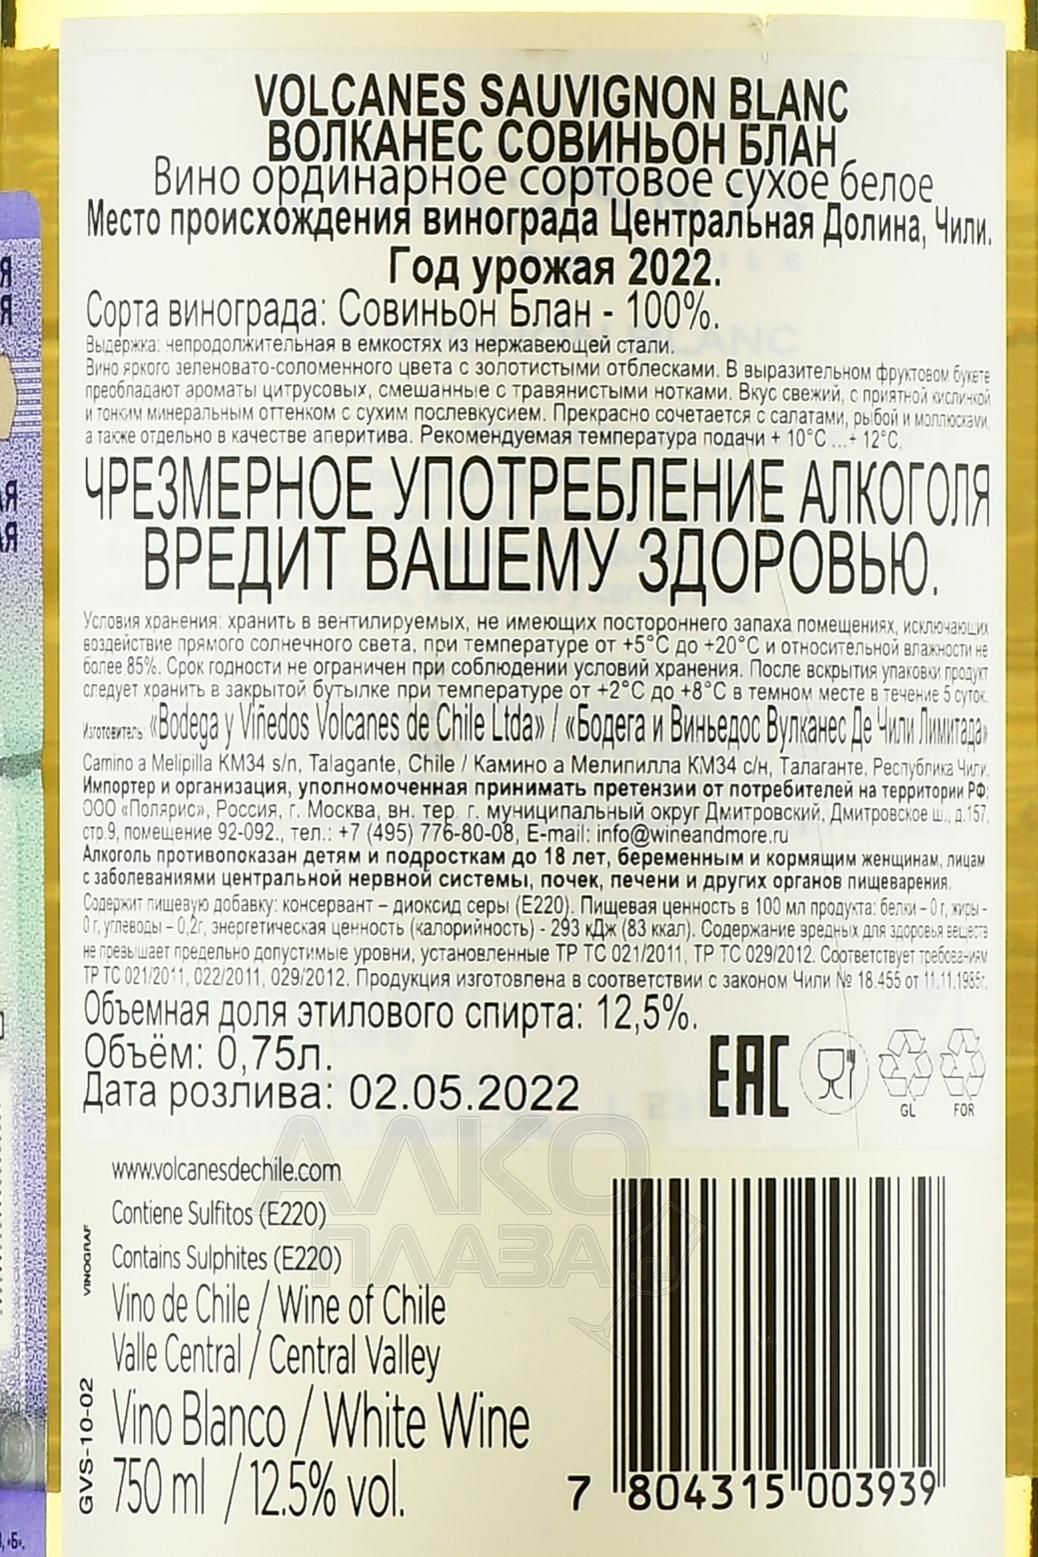 VOLCANES SAUVIGNON BLANC
ВОЛКАНЕС СОВИНЬОН БЛАН
Вино ординарное сортовое сухое белое
Место происхождения винограда Центральная Долина, Чили.
Год урожая 2022.
Сорта винограда: Совиньон Блан - 100%.
Выдержка: непродолжительная в емкостях из нержавеющей стали.
Вино яркого зеленовато-соломенного цвета с золотистыми отблесками. В выразительном фруктовом букете
преобладают ароматы цитрусовых, смешанные с травянистыми нотками. Вкус свежий, с приятной кислинкой
и тонким минеральным оттенком с сухим послевкусием. Прекрасно сочетается с салатами, рыбой и моллюсками,
а также отдельно в качестве аперитива. Рекомендуемая температура подачи + 10°C ...+ 12°C.
ЧРЕЗМЕРНОЕ УПОТРЕБЛЕНИЕ АЛКОГОЛЯ
ВРЕДИТ ВАШЕМУ ЗДОРОВЬЮ.
Условия хранения: хранить в вентилируемых, не имеющих постороннего запаха помещениях, исключающих
воздействие прямого солнечного света, при температуре от +5°C до +20°C и относительной влажности не
более 85%. Срок годности не ограничен при соблюдении условий хранения. После вскрытия упаковки продукт
следует хранить в закрытой бутылке при температуре от +2°C до +8°C в темном месте в течение 5 суток.
Изготовитель: «Bodega y Viñedos Volcanes de Chile Ltda» / «Бодега и Виньедос Вулканес Де Чили Лимитада»
Camino a Melipilla KM34 s/n, Talagante, Chile / Камино а Мелипилла КМ34 с/н, Талаганте, Республика Чили.
Импортер и организация, уполномоченная принимать претензии от потребителей на территории РФ:
ООО «Полярис», Россия, г. Москва, вн. тер. г. муниципальный округ Дмитровский, Дмитровское ш., д.157,
стр.9, помещение 92-092., тел.: +7 (495) 776-80-08, E-mail: info@wineandmore.ru
Алкоголь противопоказан детям и подросткам до 18 лет, беременным и кормящим женщинам, лицам
с заболеваниями центральной нервной системы, почек, печени и других органов пищеварения.
Содержит пищевую добавку: консервант – диоксид серы (E220). Пищевая ценность в 100 мл продукта: белки – 0 г, жиры -
0 г, углеводы – 0,2г, энергетическая ценность (калорийность) - 293 кДж (83 ккал). Содержание вредных для здоровья веществ
не превышает предельно допустимые уровни, установленные ТР ТС 021/2011, ТР ТС 029/2012. Соответствует требованиям
ТР ТС 021/2011, 022/2011, 029/2012. Продукция изготовлена в соответствии с законом Чили № 18.455 от 11.11.1985г.
Объемная доля этилового спирта: 12,5%.
Объём: 0,75л.
Дата розлива: 02.05.2022
EAC
GL
FOR
АЛКО
ПЛАЗА
.ru
www.volcanesdechile.com
Contiene Sulfitos (E220)
Contains Sulphites (E220)
Vino de Chile / Wine of Chile
Valle Central / Central Valley
Vino Blanco / White Wine
750 ml / 12.5% vol.
VINOGRAF
GVS-10-02
7 804315 003939